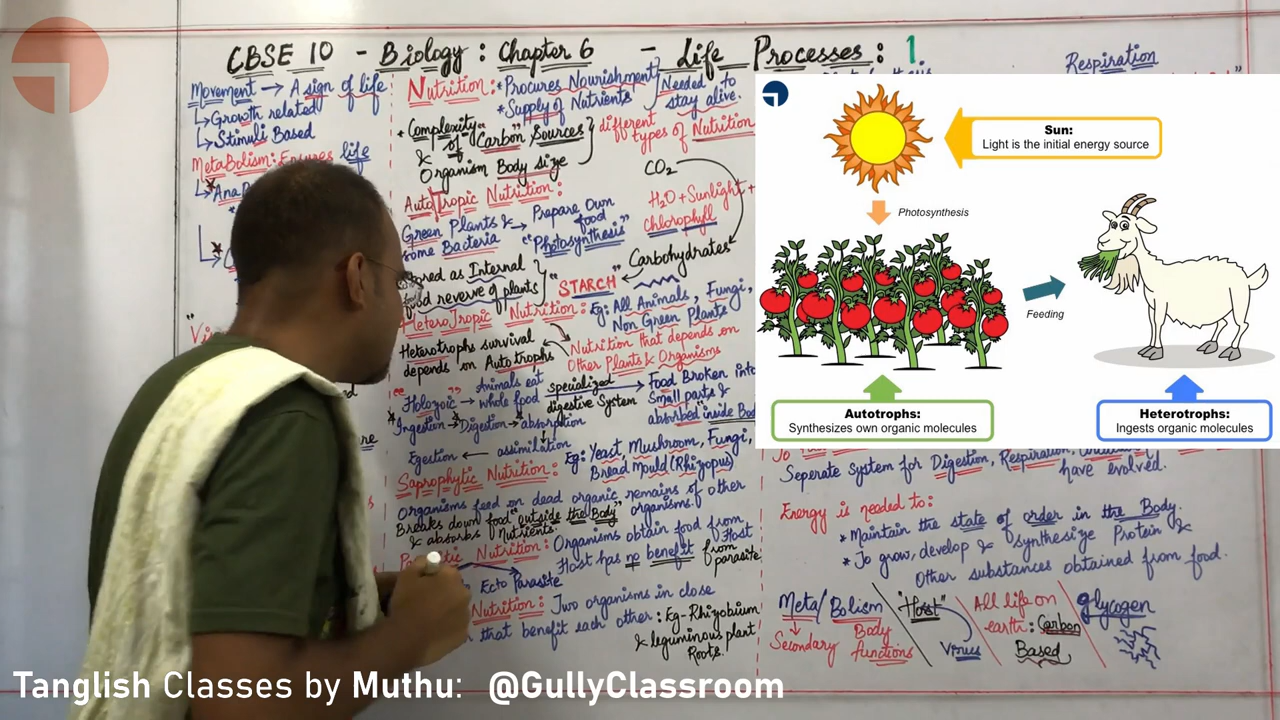 CBSE 10 - Biology : Chapter 6 - Life Processes : 1
Movement → A sign of life
↳ Growth related
↳ Stimuli Based
Metabolism: Ensures life
Nutrition: * Procures Nourishment
* Supply of Nutrients
Needed to
stay alive.
* Complexity of "Carbon" Sources
& Organism Body size
different
types of Nutrition
CO2
H2O + Sunlight +
Chlorophyll
Carbohydrates
AutoTropic Nutrition:
Green Plants &
some Bacteria
→ Prepare Own
food
"Photosynthesis"
Internal
reverve of plants
"STARCH"
HeteroTropic Nutrition: Eg: All Animals, Fungi,
Non Green Plants
Heterotrophs survival
depends on Autotrophs
Nutrition that depends on
Other Plants & Organisms
"Holozoic" → Animals eat
whole food
specialized
digestive System
Food Broken into
Small parts &
absorbed inside
* Ingestion → Digestion → absorption
Egestion ← assimilation
Saprophytic Nutrition: Eg: Yeast, Mushroom, Fungi,
Bread Mould (Rhizopus)
Organisms feed on dead organic remains of other
organisms.
Breaks down food "outside the Body"
& absorbs Nutrients.
Nutrition: Organisms obtain food from
Host
Host has no benefit from
parasite
Ecto Parasite
Nutrition: Two organisms in close
that benefit each other : Eg- Rhizobium
& leguminous plant
Roots.
Respiration
Sun:
Light is the initial energy source
Photosynthesis
Feeding
Autotrophs:
Synthesizes own organic molecules
Heterotrophs:
Ingests organic molecules
Seperate System for Digestion, Respiration,
have evolved.
Energy is needed to:
* Maintain the state of order in the Body.
* To grow, develop & synthesize Protein &
Other substances obtained from food.
Meta/Bolism
Secondary
Body
functions
"Host"
Virus
All life on
earth: Carbon
Based
glycogen
Tanglish Classes by Muthu: @GullyClassroom